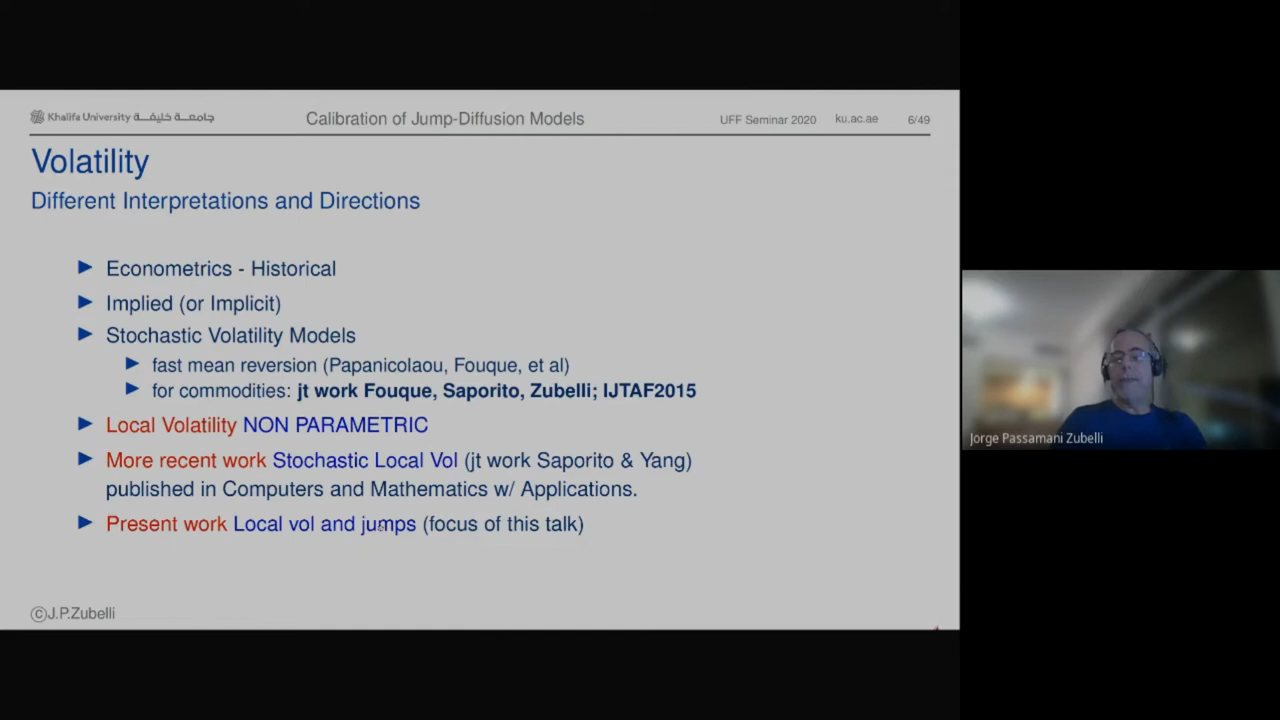 Khalifa University جامعة خليفة
Calibration of Jump-Diffusion Models
UFF Seminar 2020 ku.ac.ae 6/49
Volatility
Different Interpretations and Directions
► Econometrics - Historical
► Implied (or Implicit)
► Stochastic Volatility Models
► fast mean reversion (Papanicolaou, Fouque, et al)
► for commodities: jt work Fouque, Saporito, Zubelli; IJTAF2015
► Local Volatility NON PARAMETRIC
► More recent work Stochastic Local Vol (jt work Saporito & Yang)
published in Computers and Mathematics w/ Applications.
► Present work Local vol and jumps (focus of this talk)
©J.P.Zubelli
Jorge Passamani Zubelli